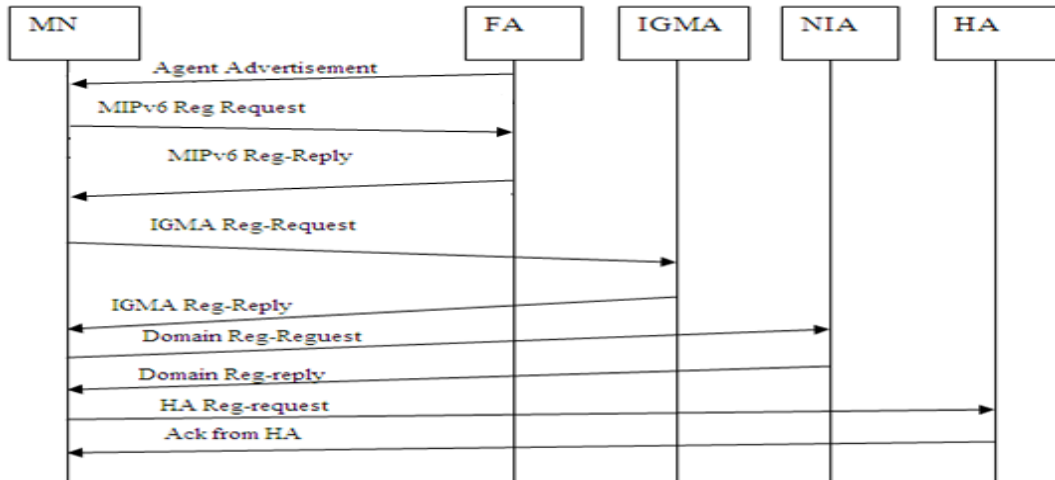 MN
FA
IGMA
NIA
HA
Agent Advertisement
MIPv6 Reg Request
MIPv6 Reg-Reply
IGMA Reg-Request
IGMA Reg-Reply
Domain Reg-Reguest
Domain Reg-reply
HA Reg-request
Ack from HA